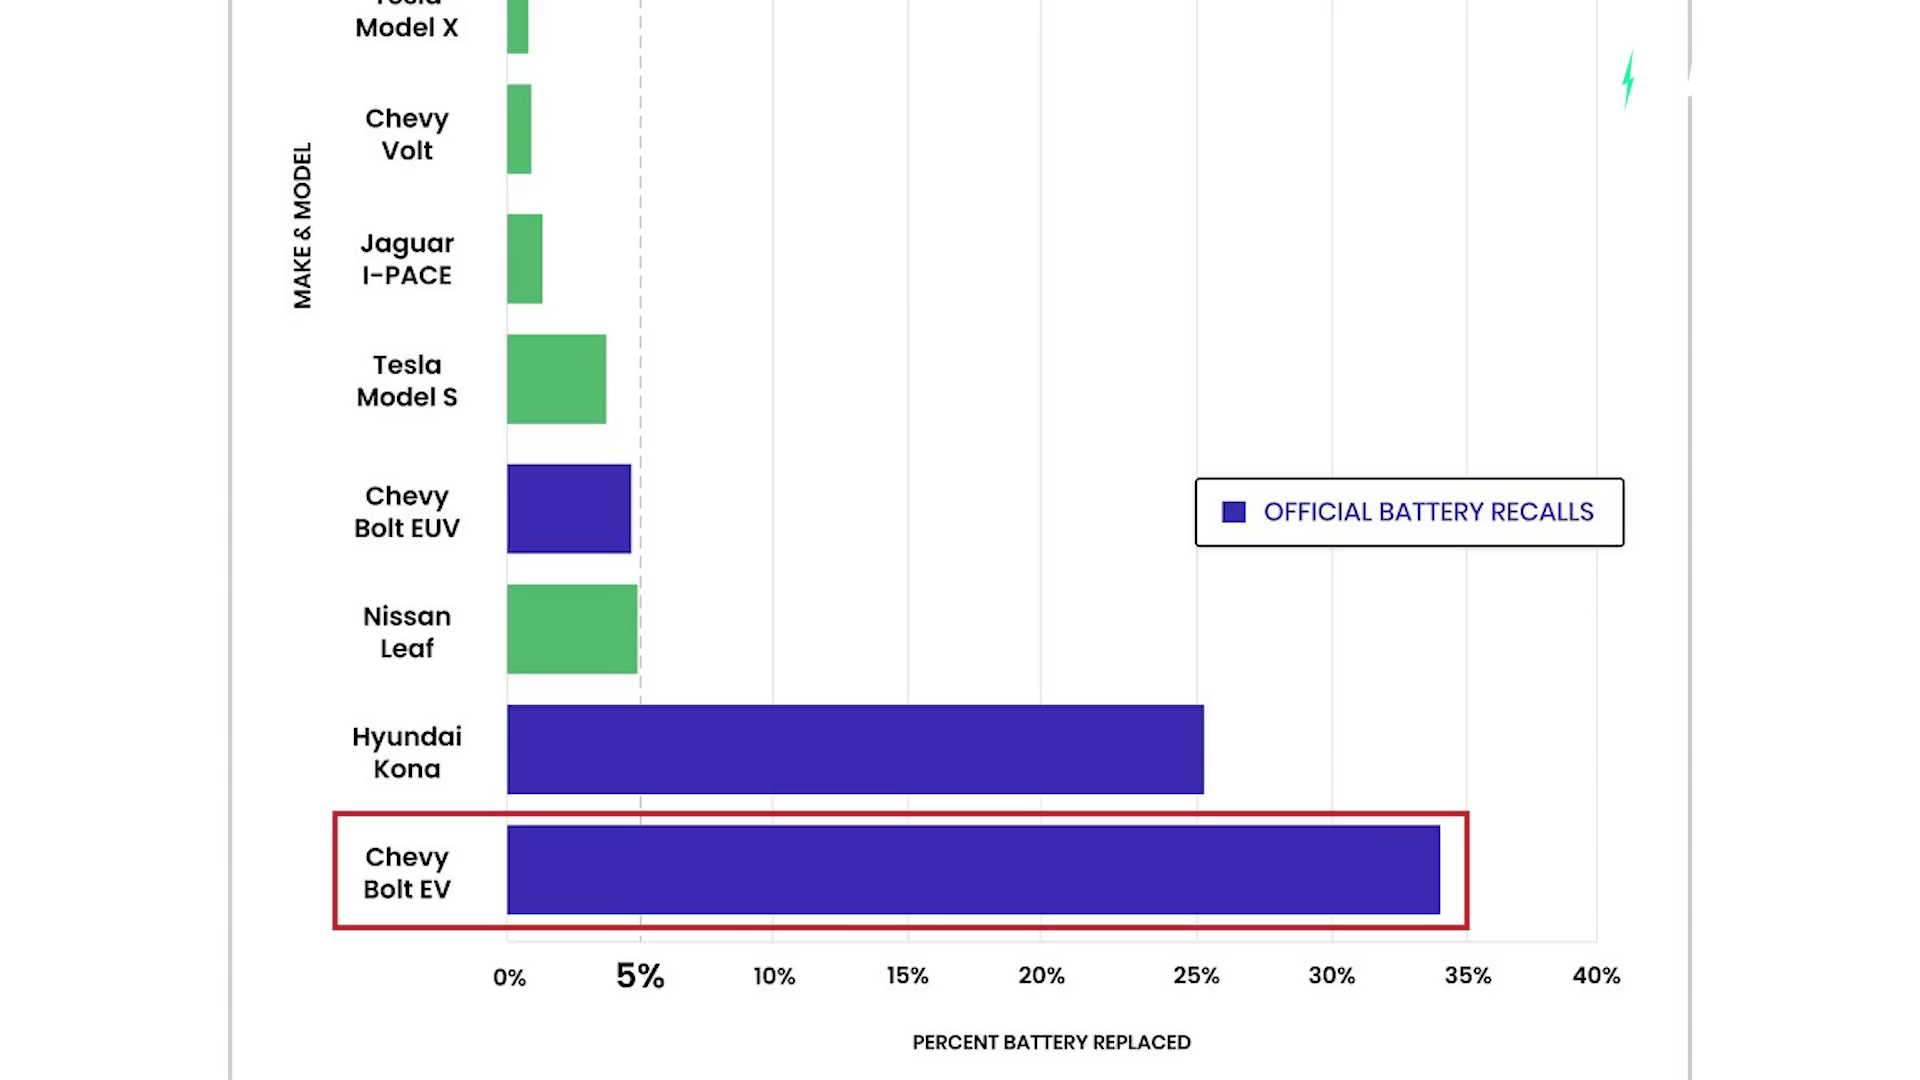 Model X
Chevy
Volt
MAKE & MODEL
Jaguar
I-PACE
Tesla
Model S
Chevy
Bolt EUV
OFFICIAL BATTERY RECALLS
Nissan
Leaf
Hyundai
Kona
Chevy
Bolt EV
0% 5% 10% 15% 20% 25% 30% 35% 40%
PERCENT BATTERY REPLACED